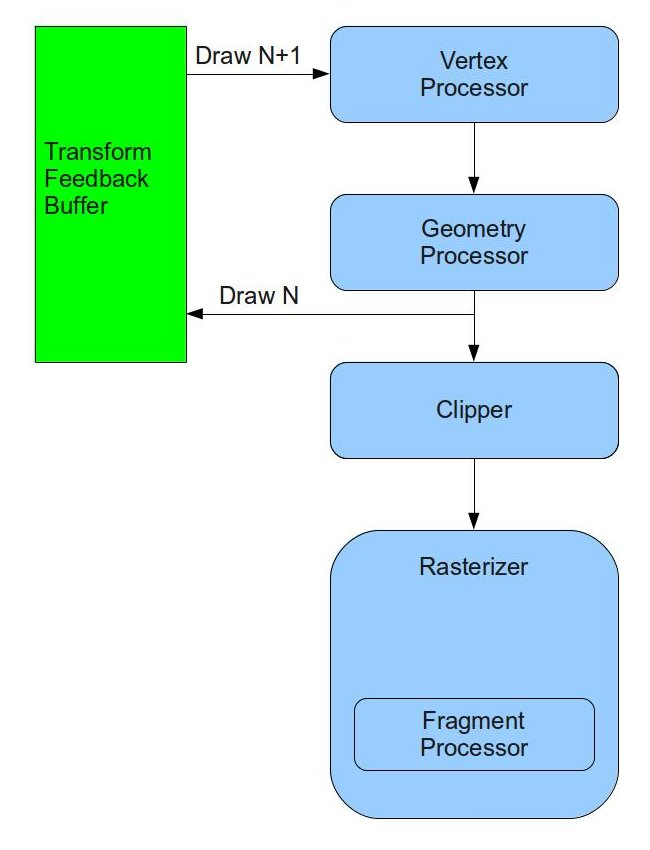 Draw N+1
Vertex
Processor
Transform
Feedback
Buffer
Geometry
Processor
Draw N
Clipper
Rasterizer
Fragment
Processor